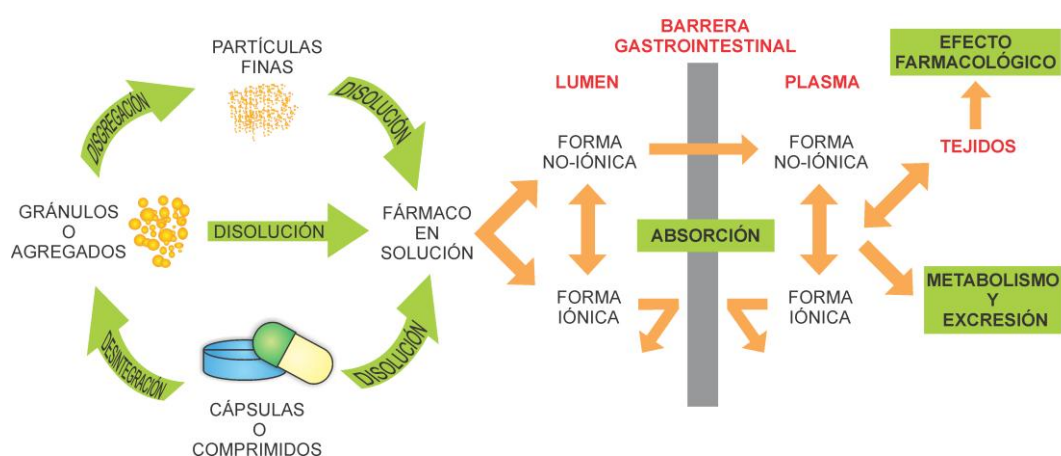 PARTÍCULAS
FINAS
DISGREGACIÓN
DISOLUCIÓN
GRÁNULOS
O
AGREGADOS
DISOLUCIÓN
FÁRMACO
EN
SOLUCIÓN
DESINTEGRACIÓN
DISOLUCIÓN
CÁPSULAS
O
COMPRIMIDOS
BARRERA
GASTROINTESTINAL
LUMEN
PLASMA
FORMA
NO-IÓNICA
FORMA
NO-IÓNICA
ABSORCIÓN
FORMA
IÓNICA
FORMA
IÓNICA
EFECTO
FARMACOLÓGICO
TEJIDOS
METABOLISMO
Y
EXCRESIÓN